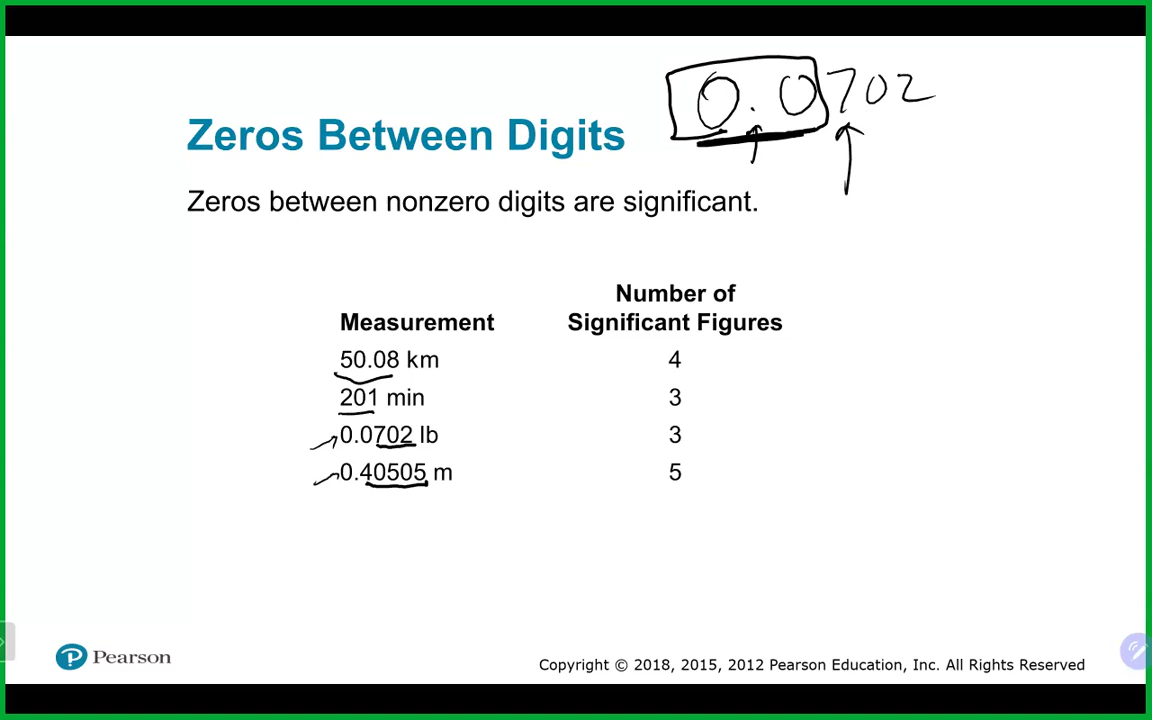 0.0702
Zeros Between Digits
Zeros between nonzero digits are significant.
Number of
Measurement Significant Figures
50.08 km 4
201 min 3
0.0702 lb 3
0.40505 m 5
Pearson
Copyright © 2018, 2015, 2012 Pearson Education, Inc. All Rights Reserved